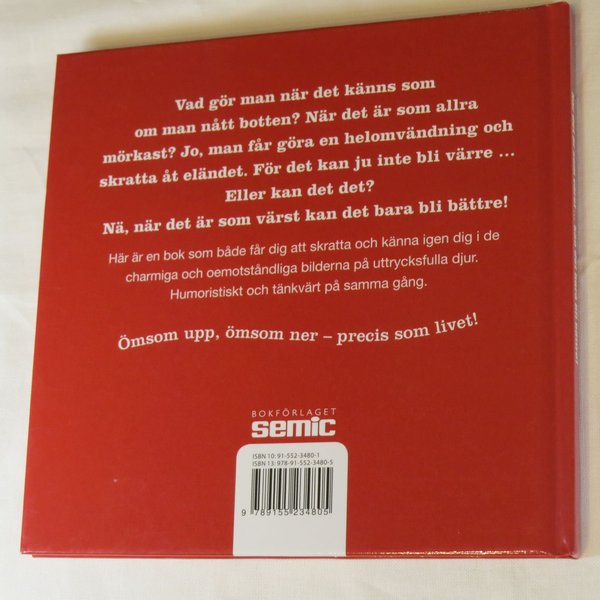 Vad gör man när det känns som
om man nått botten? När det är som allra
mörkast? Jo, man får göra en helomvändning och
skratta åt eländet. För det kan ju inte bli värre ...
Eller kan det det?
Nä, när det är som värst kan det bara bli bättre!
Här är en bok som både får dig att skratta och känna igen dig i de
charmiga och oemotståndliga bilderna på uttrycksfulla djur.
Humoristiskt och tänkvärt på samma gång.
Ömsom upp, ömsom ner – precis som livet!
BOKFÖRLAGET
semic
ISBN 10: 91-552-3480-1
ISBN 13: 978-91-552-3480-5
9 789155 234805